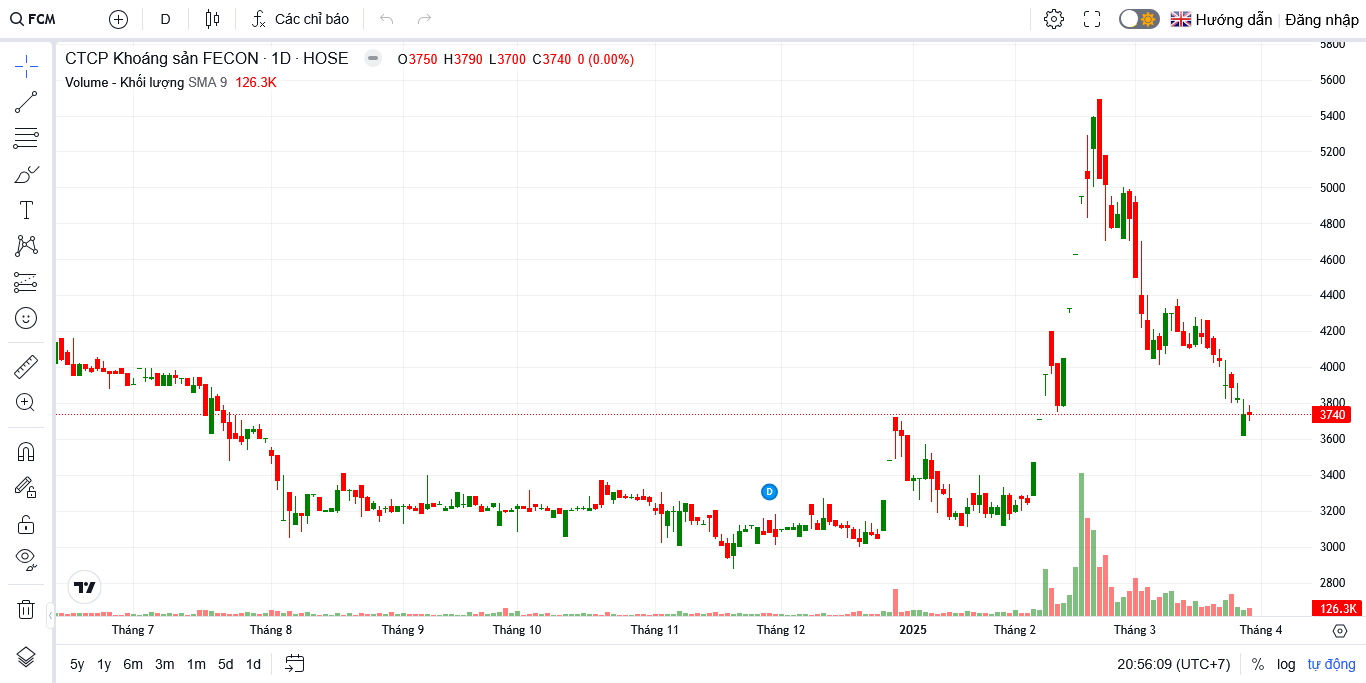 FCM D Các chỉ báo Hướng dẫn Đăng nhập
CTCP Khoáng sản FECON · 1D · HOSE O3750 H3790 L3700 C3740 0 (0.00%)
Volume - Khối lượng SMA 9 126.3K
5800
5600
5400
5200
5000
4800
4600
4400
4200
4000
3800
3740
3600
3400
D
3200
3000
2800
126.3K
Tháng 7 Tháng 8 Tháng 9 Tháng 10 Tháng 11 Tháng 12 2025 Tháng 2 Tháng 3 Tháng 4
5y 1y 6m 3m 1m 5d 1d 20:56:09 (UTC+7) % log tự động